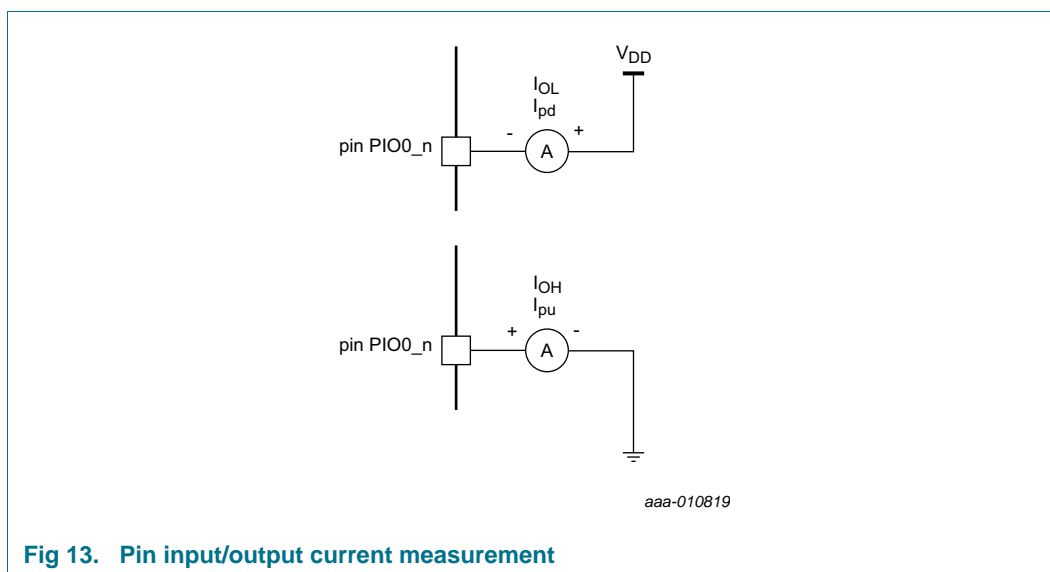 V_DD
I_OL
I_pd
- +
pin PIO0_n
A
I_OH
I_pu
+ -
pin PIO0_n
A
aaa-010819
Fig 13. Pin input/output current measurement